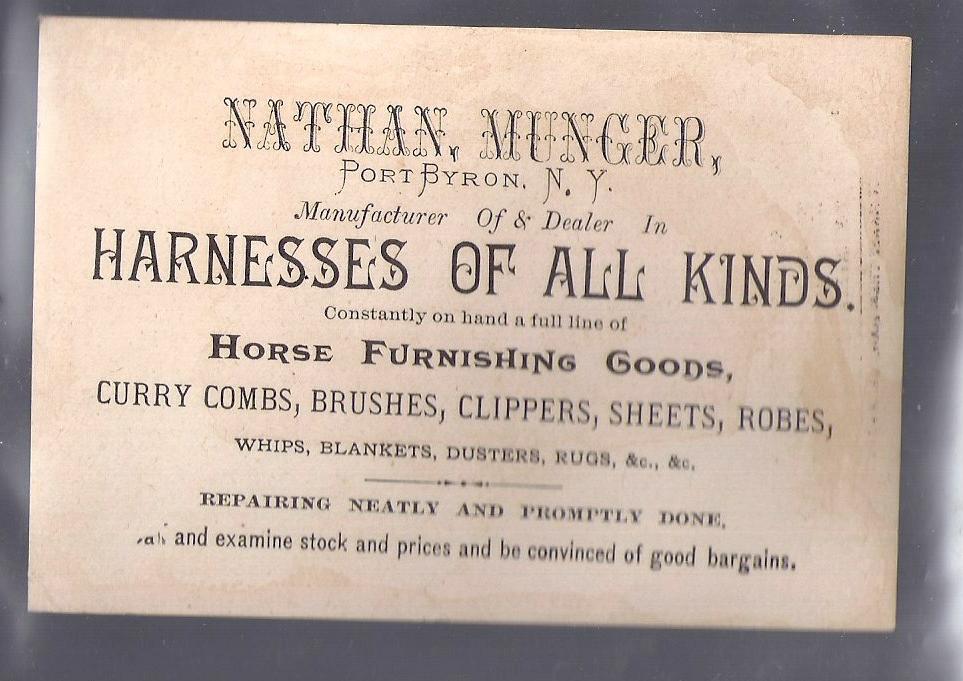 NATHAN, MUNGER,
PORT BYRON. N. Y.
Manufacturer Of & Dealer In
HARNESSES OF ALL KINDS.
Constantly on hand a full line of
HORSE FURNISHING GOODS,
CURRY COMBS, BRUSHES, CLIPPERS, SHEETS, ROBES,
WHIPS, BLANKETS, DUSTERS, RUGS, &c., &c.
REPAIRING NEATLY AND PROMPTLY DONE.
and examine stock and prices and be convinced of good bargains.